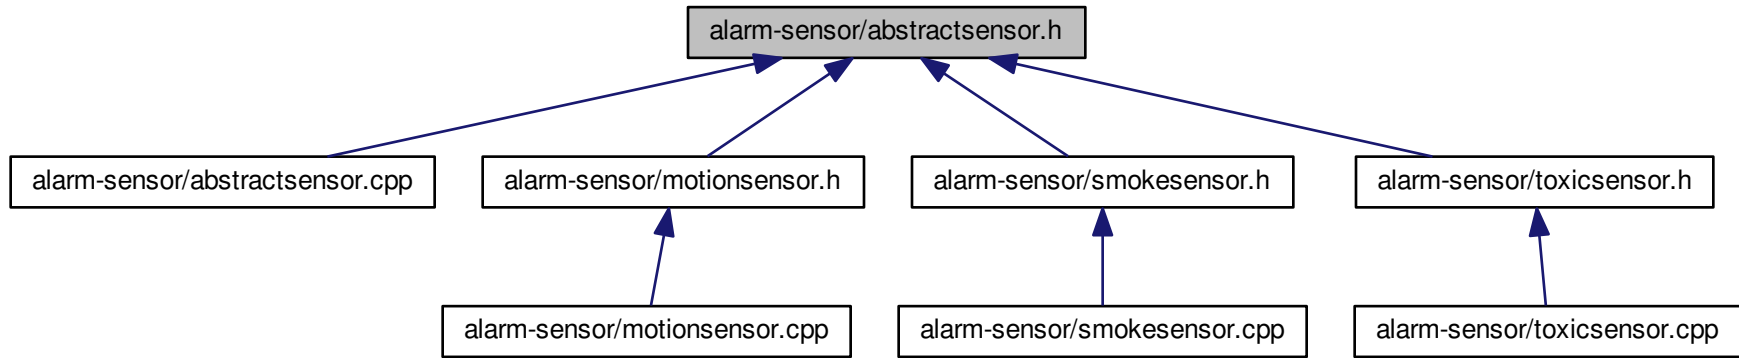 alarm-sensor/abstractsensor.h
alarm-sensor/abstractsensor.cpp
alarm-sensor/motionsensor.h
alarm-sensor/smokesensor.h
alarm-sensor/toxicsensor.h
alarm-sensor/motionsensor.cpp
alarm-sensor/smokesensor.cpp
alarm-sensor/toxicsensor.cpp